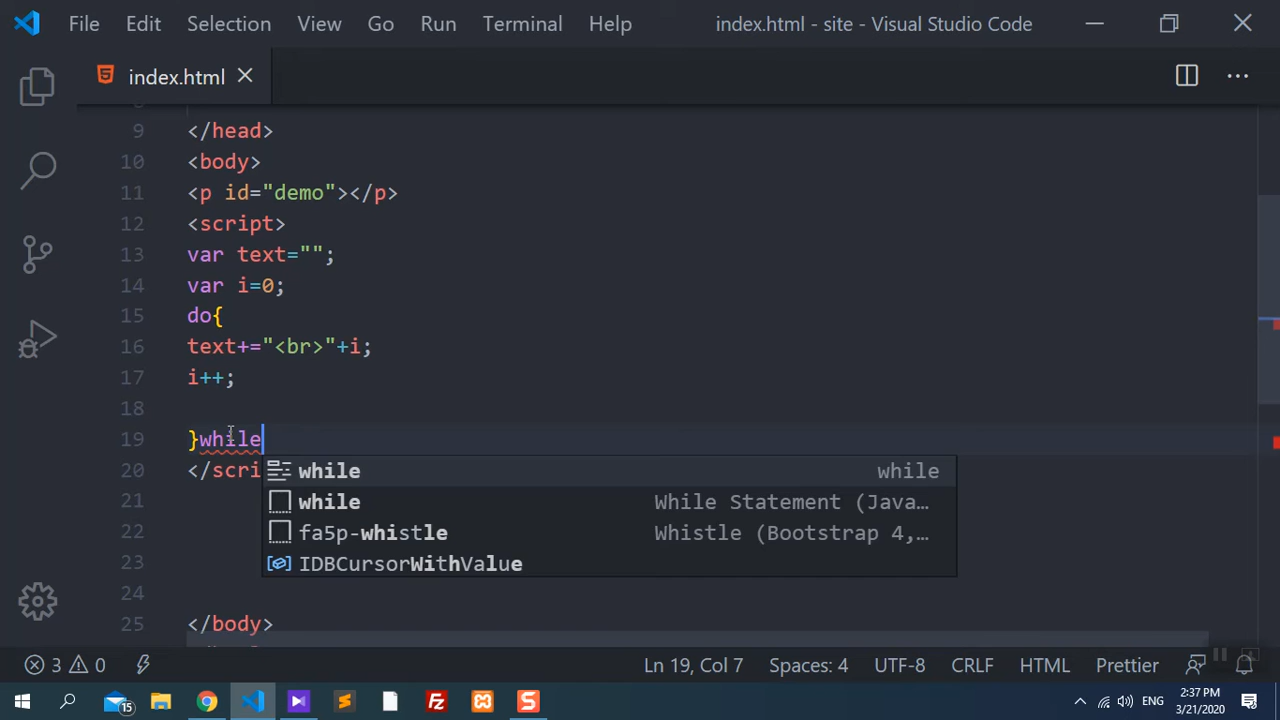 File Edit Selection View Go Run Terminal Help index.html - site - Visual Studio Code
index.html
9 </head>
10 <body>
11 <p id="demo"></p>
12 <script>
13 var text="";
14 var i=0;
15 do{
16 text+="<br>"+i;
17 i++;
18
19 }while
20 </scri
while while
21
while While Statement (Java…
22
fa5p-whistle Whistle (Bootstrap 4,…
23
IDBCursorWithValue
24
25 </body>
3 0 Ln 19, Col 7 Spaces: 4 UTF-8 CRLF HTML Prettier
15 ENG 2:37 PM
3/21/2020